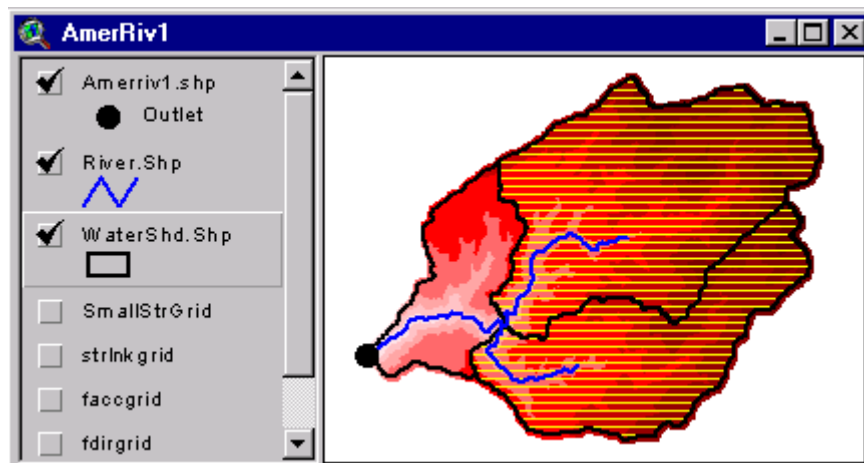 AmerRiv1
Amerriv1.shp
Outlet
River.Shp
WaterShd.Shp
SmallStrGrid
strlnkgrid
faccgrid
fdirgrid